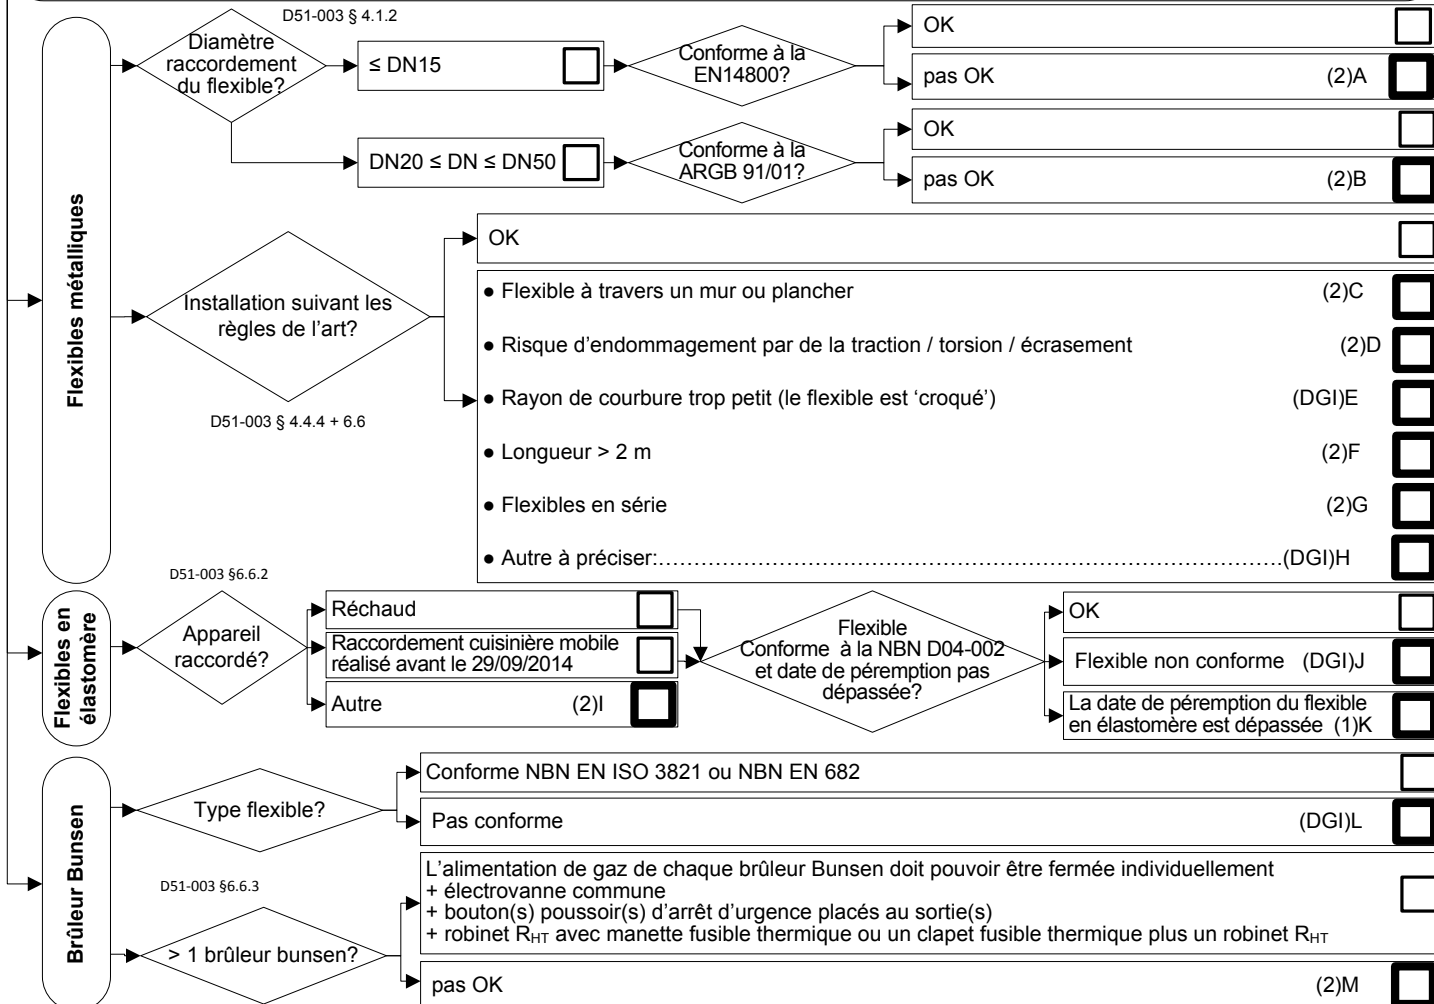 D51-003 § 4.1.2
Diamètre
raccordement
du flexible?
≤ DN15
Conforme à la
EN14800?
OK
pas OK (2)A
DN20 ≤ DN ≤ DN50
Conforme à la
ARGB 91/01?
OK
pas OK (2)B
Flexibles métalliques
Installation suivant les
règles de l’art?
D51-003 § 4.4.4 + 6.6
OK
● Flexible à travers un mur ou plancher (2)C
● Risque d’endommagement par de la traction / torsion / écrasement (2)D
● Rayon de courbure trop petit (le flexible est ‘croqué’) (DGI)E
● Longueur > 2 m (2)F
● Flexibles en série (2)G
● Autre à préciser:……………………………………………………………………………….(DGI)H
Flexibles en
élastomère
D51-003 §6.6.2
Appareil
raccordé?
Réchaud
Raccordement cuisinière mobile
réalisé avant le 29/09/2014
Autre (2)I
Flexible
Conforme à la NBN D04-002
et date de péremption pas
dépassée?
OK
Flexible non conforme (DGI)J
La date de péremption du flexible
en élastomère est dépassée (1)K
Brûleur Bunsen
Type flexible?
Conforme NBN EN ISO 3821 ou NBN EN 682
Pas conforme (DGI)L
D51-003 §6.6.3
> 1 brûleur bunsen?
L’alimentation de gaz de chaque brûleur Bunsen doit pouvoir être fermée individuellement
+ électrovanne commune
+ bouton(s) poussoir(s) d’arrêt d’urgence placés au sortie(s)
+ robinet RHT avec manette fusible thermique ou un clapet fusible thermique plus un robinet RHT
pas OK (2)M